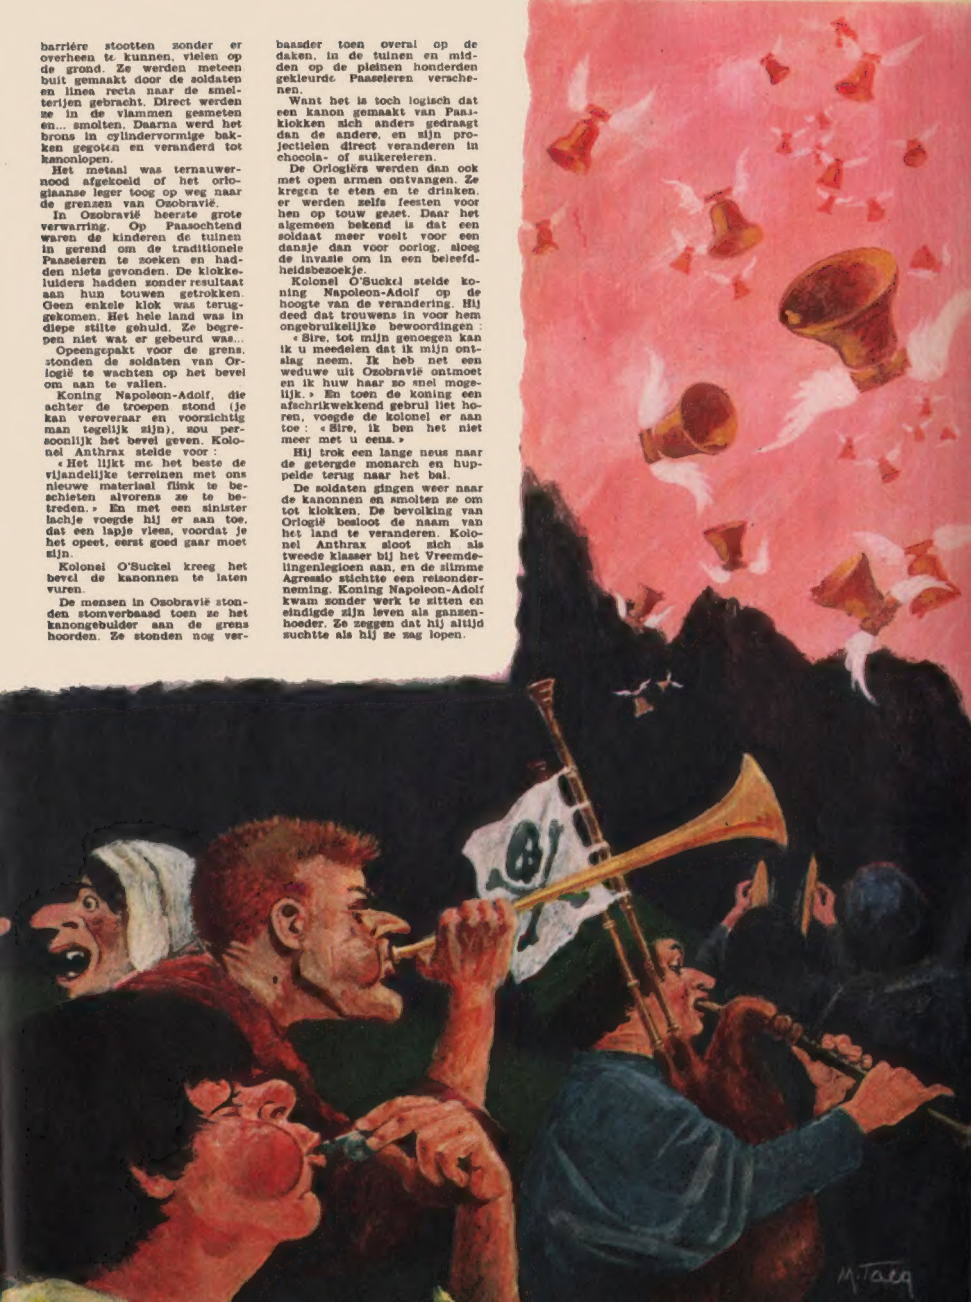 barrière stootten zonder er
overheen te kunnen, vielen op
de grond. Ze werden meteen
buit gemaakt door de soldaten
en linea recta naar de smel-
terijen gebracht. Direct werden
ze in de vlammen gesmeten
en... smolten. Daarna werd het
brons in cylindervormige bak-
ken gegoten en veranderd tot
kanonlopen.
Het metaal was ternauwer-
nood afgekoeld of het orlo-
giaanse leger toog op weg naar
de grenzen van Ozobravië.
In Ozobravië heerste grote
verwarring. Op Paasochtend
waren de kinderen de tuinen
in gerend om de traditionele
Paaseieren te zoeken en had-
den niets gevonden. De klokke-
luiders hadden zonder resultaat
aan hun touwen getrokken.
Geen enkele klok was terug-
gekomen. Het hele land was in
diepe stilte gehuld. Ze begre-
pen niet wat er gebeurd was...
Opeengepakt voor de grens,
stonden de soldaten van Or-
logië te wachten op het bevel
om aan te vallen.
Koning Napoleon-Adolf, die
achter de troepen stond (je
kan veroveraar en voorzichtig
man tegelijk zijn), zou per-
soonlijk het bevel geven. Kolo-
nel Anthrax stelde voor :
« Het lijkt me het beste de
vijandelijke terreinen met ons
nieuwe materiaal flink te be-
schieten alvorens ze te be-
treden. » En met een sinister
lachje voegde hij er aan toe,
dat een lapje vlees, voordat je
het opeet, eerst goed gaar moet
zijn.
Kolonel O'Suckel kreeg het
bevel de kanonnen te laten
vuren.
De mensen in Ozobravië ston-
den stomverbaasd toen ze het
kanongebulder aan de grens
hoorden. Ze stonden nog ver-
baasder toen overal op de
daken, in de tuinen en mid-
den op de pleinen honderden
gekleurde Paaseieren versche-
nen.
Want het is toch logisch dat
een kanon gemaakt van Paas-
klokken zich anders gedraagt
dan de andere, en zijn pro-
jectielen direct veranderen in
chocola- of suikereieren.
De Orlogiërs werden dan ook
met open armen ontvangen. Ze
kregen te eten en te drinken,
er werden zelfs feesten voor
hen op touw gezet. Daar het
algemeen bekend is dat een
soldaat meer voelt voor een
dansje dan voor oorlog, sloeg
de invasie om in een beleefd-
heidsbezoekje.
Kolonel O'Suckel stelde ko-
ning Napoleon-Adolf op de
hoogte van de verandering. Hij
deed dat trouwens in voor hem
ongebruikelijke bewoordingen :
« Sire, tot mijn genoegen kan
ik u meedelen dat ik mijn ont-
slag neem. Ik heb net een
weduwe uit Ozobravië ontmoet
en ik huw haar zo snel moge-
lijk. » En toen de koning een
afschrikwekkend gebrul liet ho-
ren, voegde de kolonel er aan
toe : « Sire, ik ben het niet
meer met u eens. »
Hij trok een lange neus naar
de getergde monarch en hup-
pelde terug naar het bal.
De soldaten gingen weer naar
de kanonnen en smolten ze om
tot klokken. De bevolking van
Orlogië besloot de naam van
het land te veranderen. Kolo-
nel Anthrax sloot zich als
tweede klasser bij het Vreemde-
lingenlegioen aan, en de slimme
Agressio stichtte een reisonder-
neming. Koning Napoleon-Adolf
kwam zonder werk te zitten en
eindigde zijn leven als ganzen-
hoeder. Ze zeggen dat hij altijd
zuchtte als hij ze zag lopen.
M. Tacq